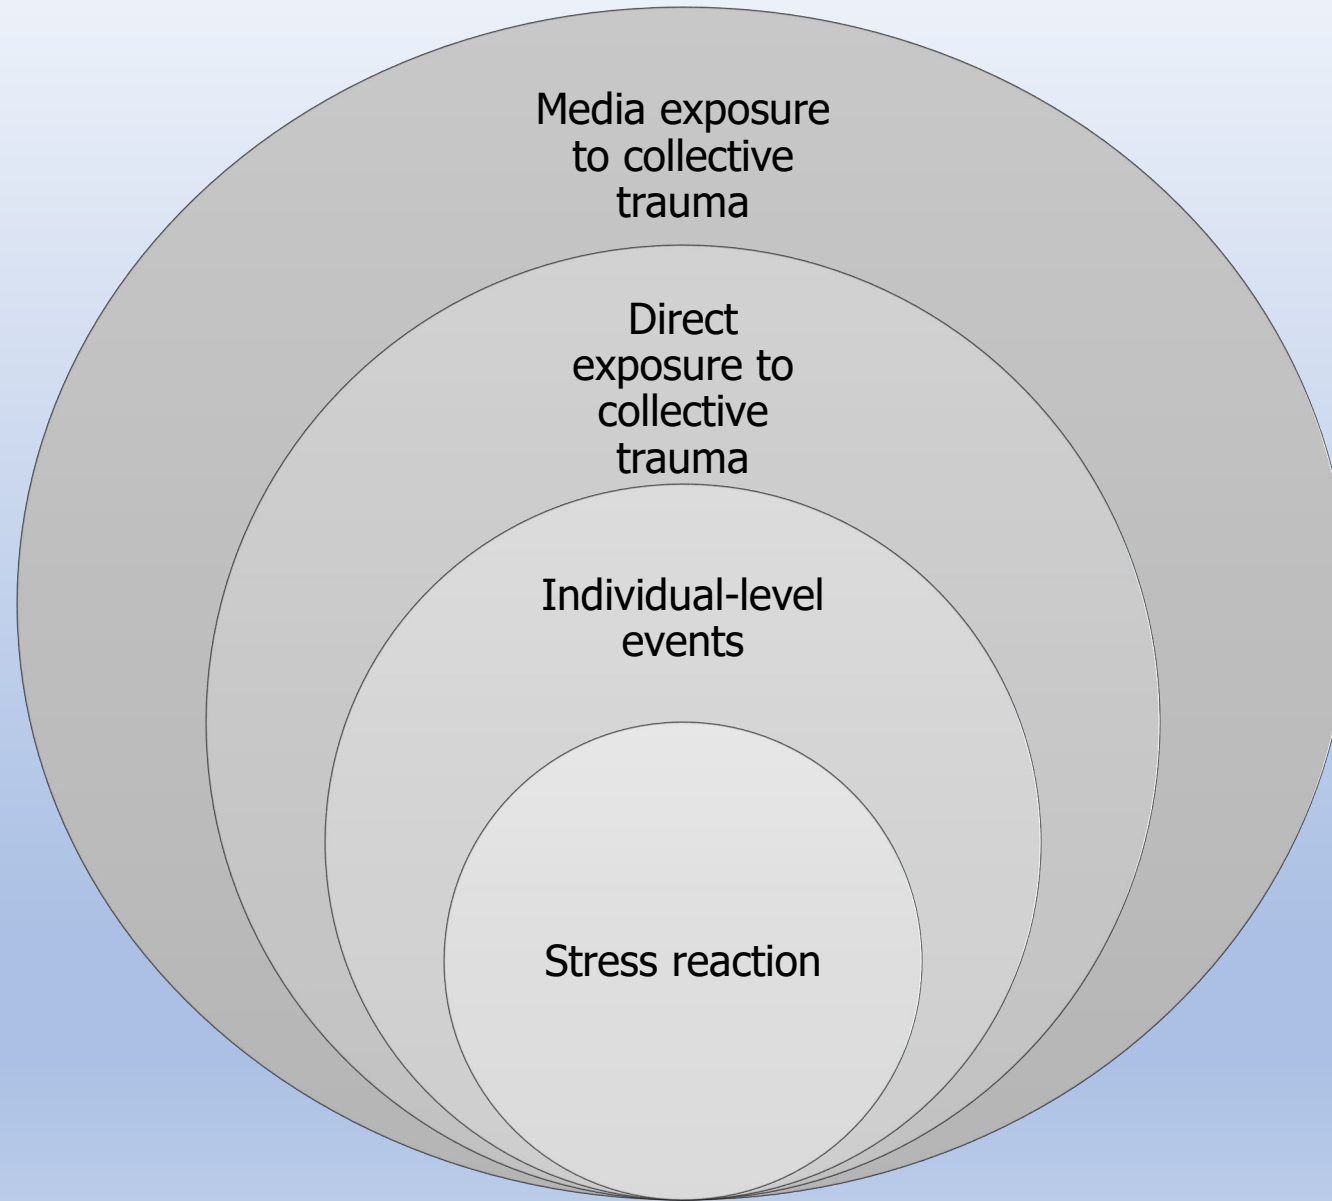 Media exposure
to collective
trauma
Direct
exposure to
collective
trauma
Individual-level
events
Stress reaction